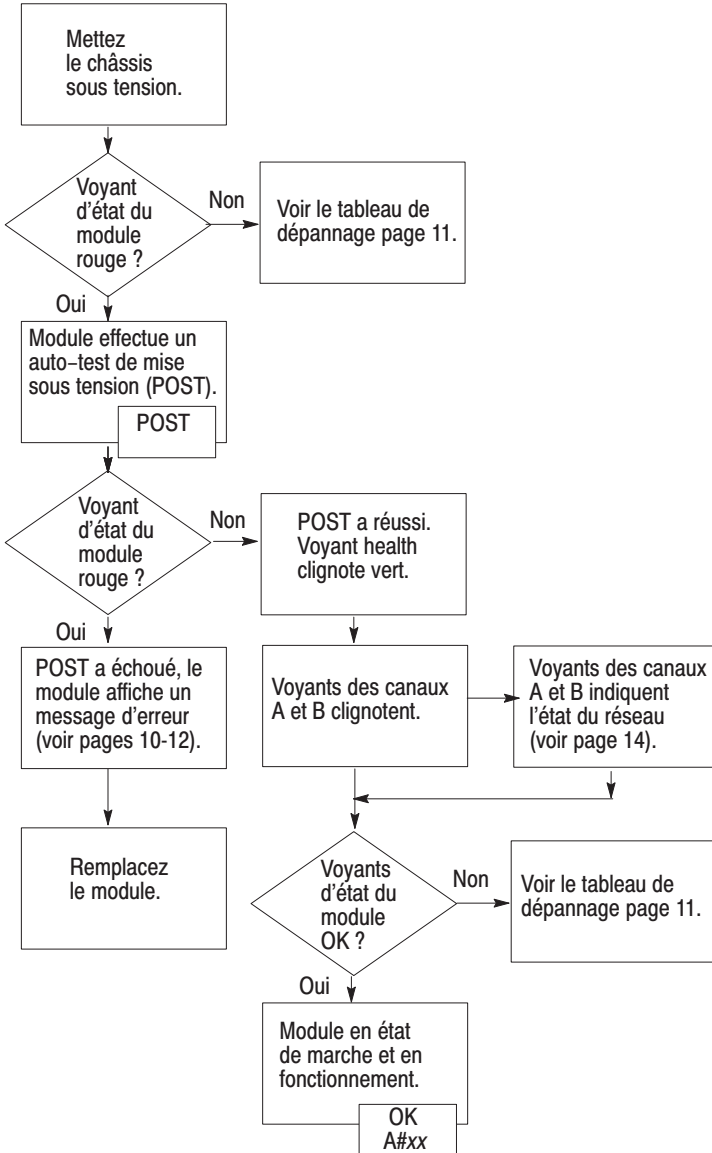 Mettez
le châssis
sous tension.
Voyant
d'état du
module
rouge ?
Non
Voir le tableau de
dépannage page 11.
Oui
Module effectue un
auto-test de mise
sous tension (POST).
POST
Voyant
d'état du
module
rouge ?
Non
POST a réussi.
Voyant health
clignote vert.
Oui
POST a échoué, le
module affiche un
message d'erreur
(voir pages 10-12).
Voyants des canaux
A et B clignotent.
Voyants des canaux
A et B indiquent
l'état du réseau
(voir page 14).
Remplacez
le module.
Voyants
d'état du
module
OK ?
Non
Voir le tableau de
dépannage page 11.
Oui
Module en état
de marche et en
fonctionnement.
OK
A#xx